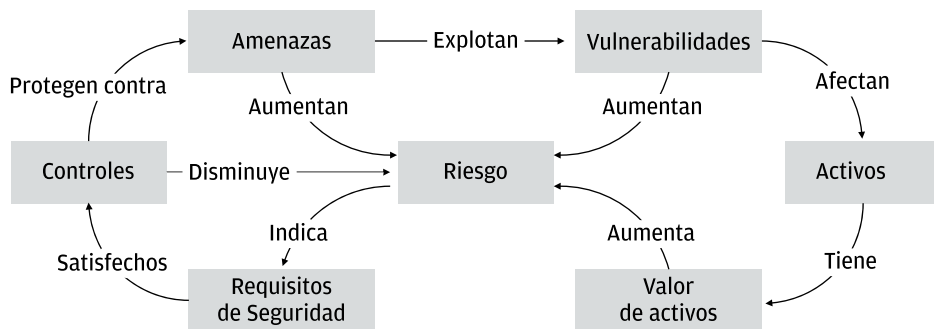 Amenazas
Explotan
Vulnerabilidades
Protegen contra
Aumentan
Aumentan
Afectan
Controles
Disminuye
Riesgo
Activos
Indica
Aumenta
Satisfechos
Tiene
Requisitos
de Seguridad
Valor
de activos